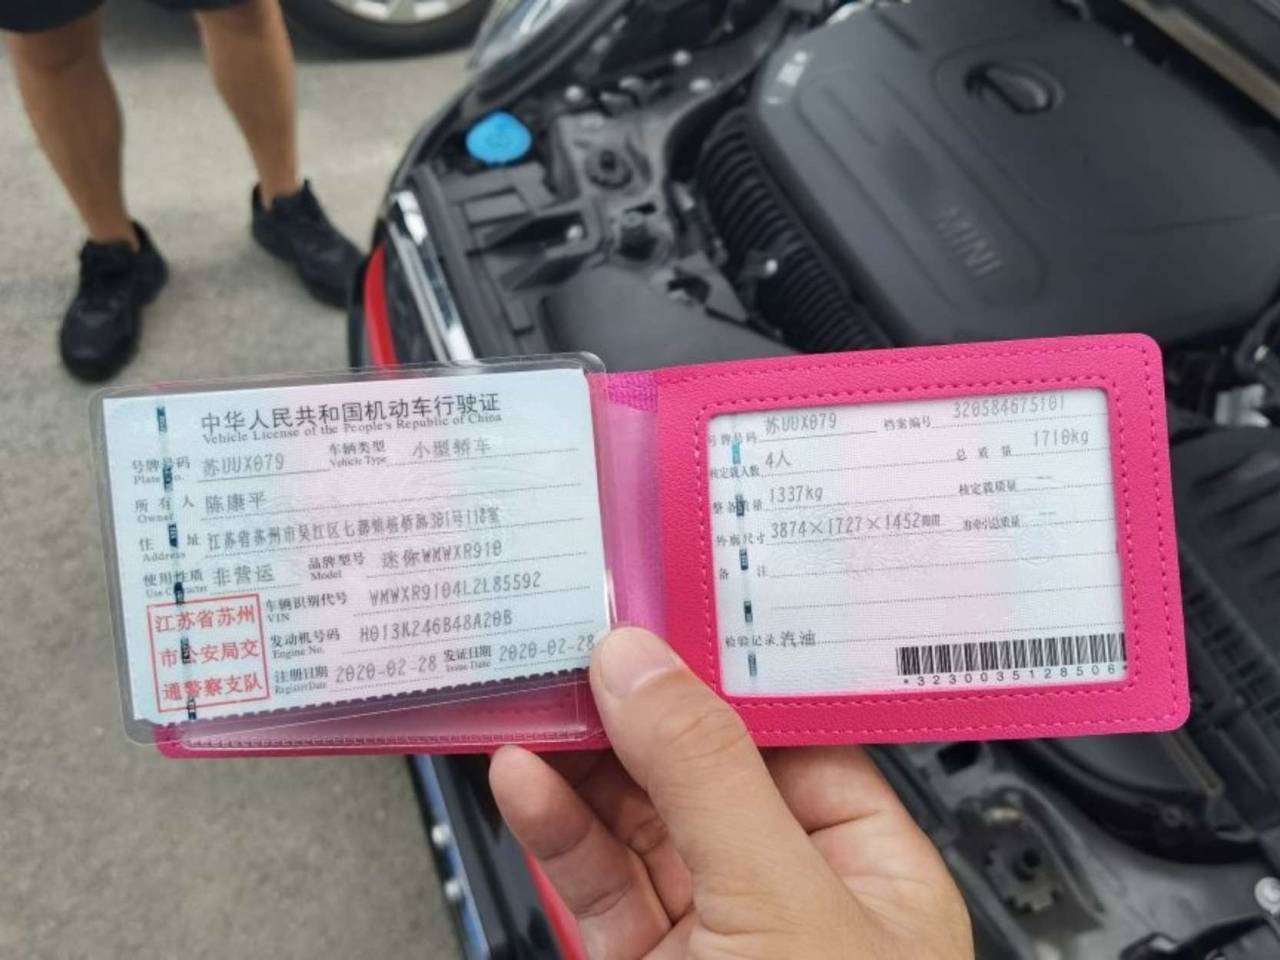 中华人民共和国机动车行驶证
Vehicle License of the People's Republic of China
号牌号码 苏UUX079 车辆类型 小型轿车
Plate No. Vehicle Type
所有人 陈康平
Owner
住址 江苏省苏州市吴江区七都镇 桥路 号 室
Address
使用性质 非营运 品牌型号 迷你WMWXR910
Use Character Model
车辆识别代号 WMWXR9104L2L85592
VIN
发动机号码 H013K246B48A20B
Engine No.
注册日期 2020-02-28 发证日期 2020-02-28
Register Date Issue Date
江苏省苏州
市公安局交
通警察支队
号牌号码 苏UUX079 档案编号 320584675101
核定载人数 4人 总质量 1710kg
整备质量 1337kg 核定载质量 --
外廓尺寸 3874×1727×1452mm 准牵引总质量 --
备注
检验记录 汽油
*3230035128506*
MINI